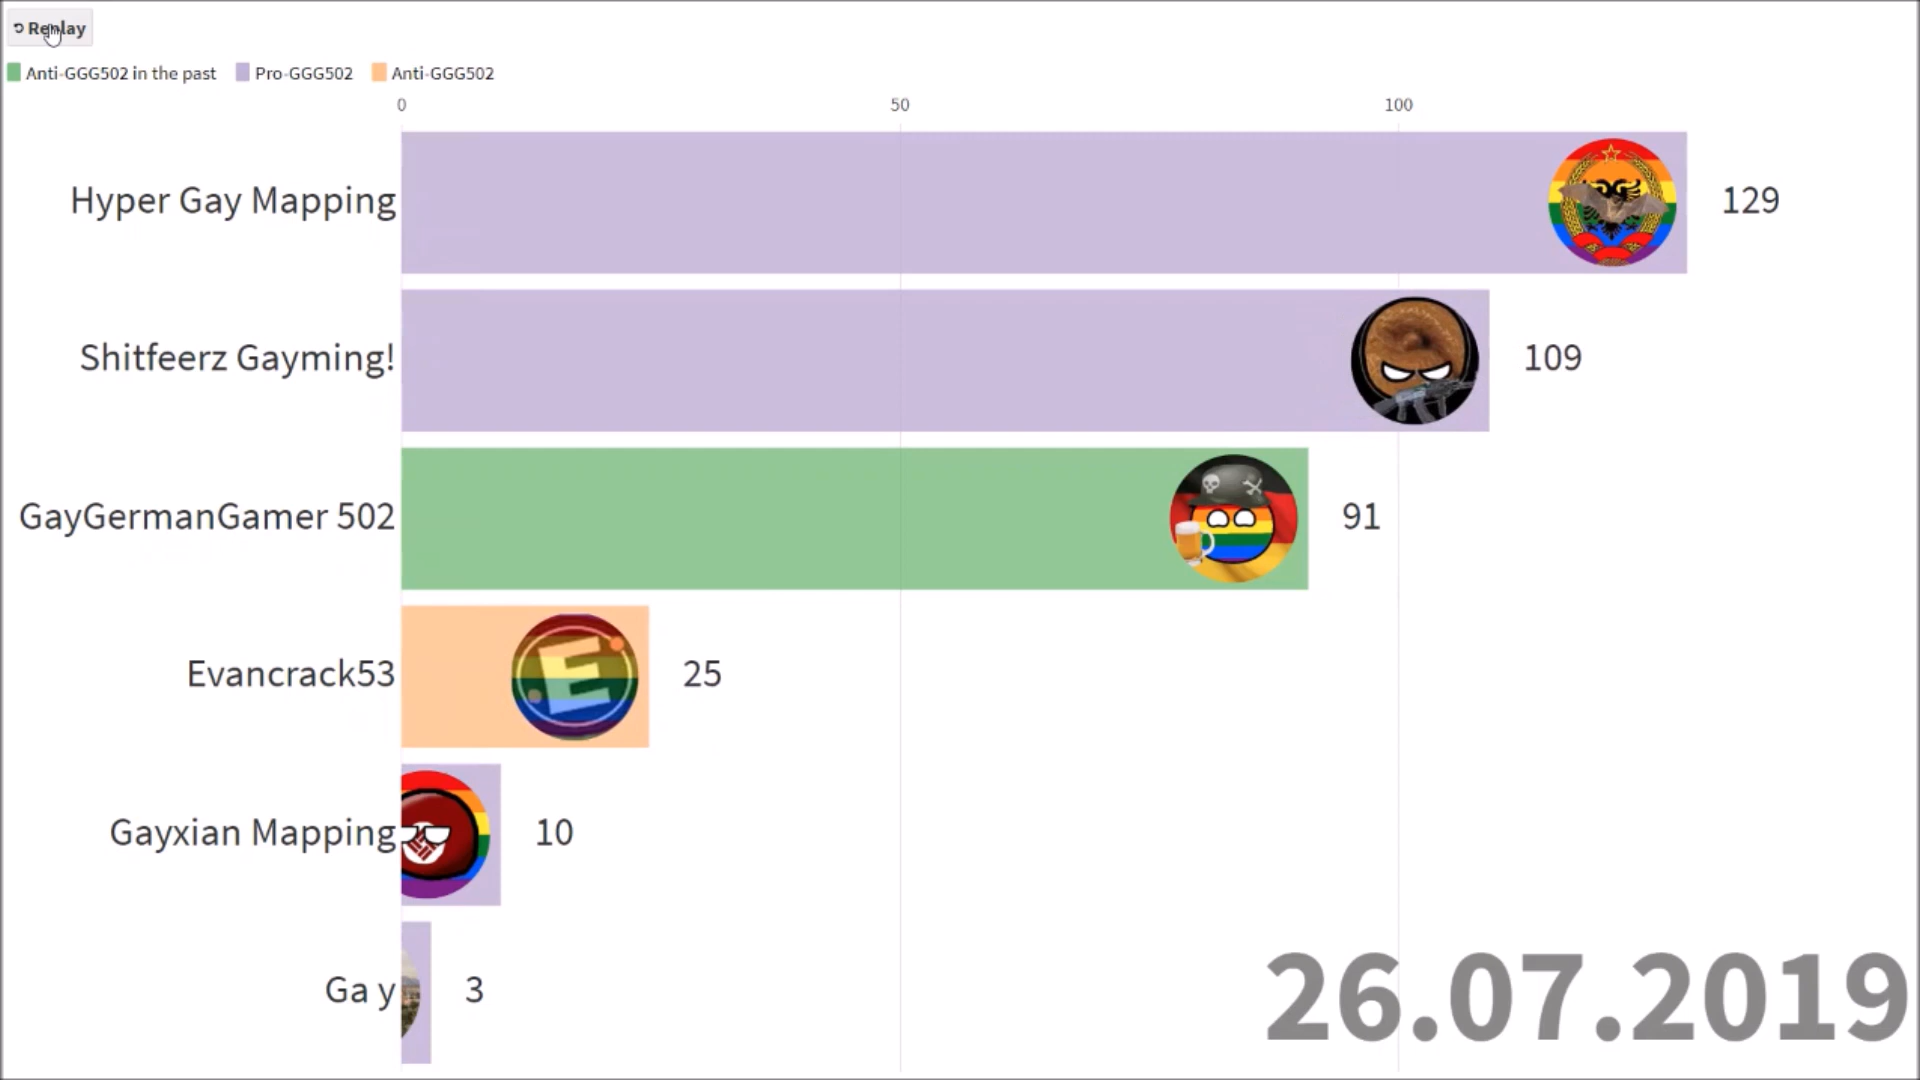 Replay
Anti-GGG502 in the past Pro-GGG502 Anti-GGG502
0 50 100
Hyper Gay Mapping 129
Shitfeerz Gayming! 109
GayGermanGamer 502 91
E
Evancrack53 25
Gayxian Mapping 10
Ga y 3
26.07.2019